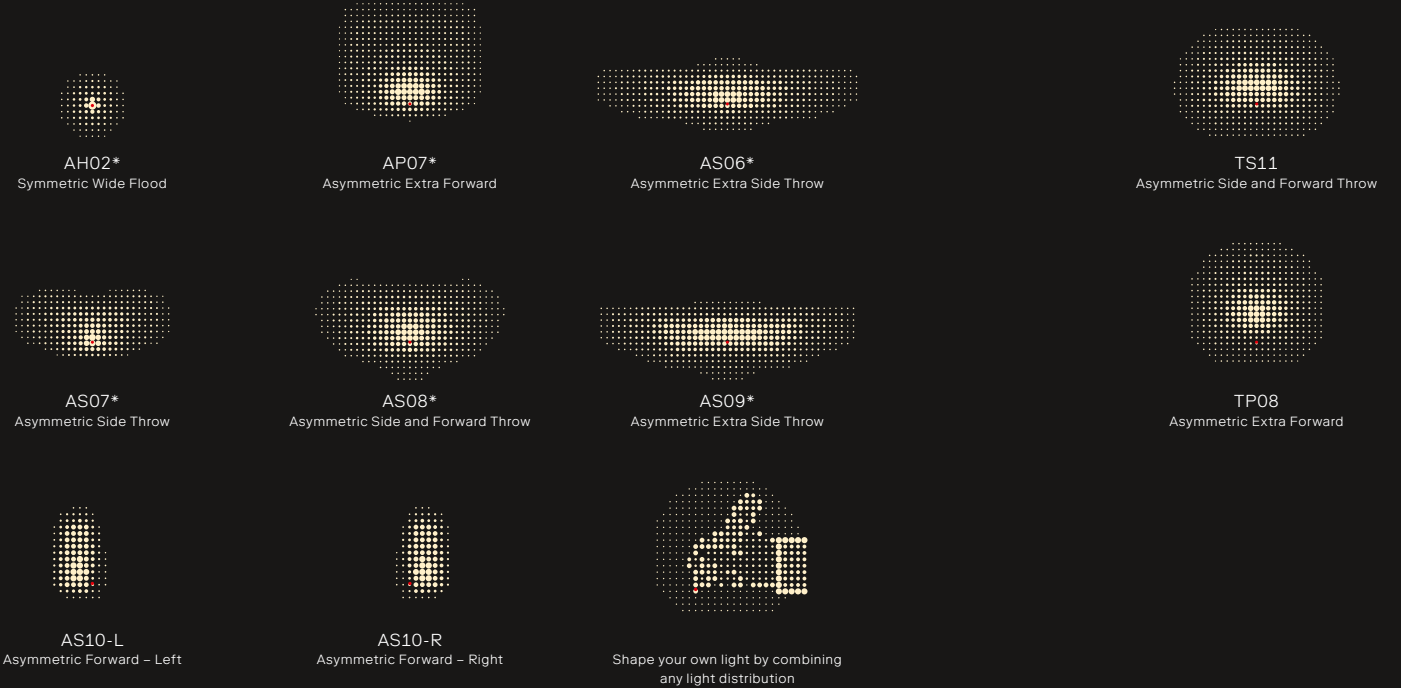 AH02*
Symmetric Wide Flood
AP07*
Asymmetric Extra Forward
AS06*
Asymmetric Extra Side Throw
TS11
Asymmetric Side and Forward Throw
AS07*
Asymmetric Side Throw
AS08*
Asymmetric Side and Forward Throw
AS09*
Asymmetric Extra Side Throw
TP08
Asymmetric Extra Forward
AS10-L
Asymmetric Forward – Left
AS10-R
Asymmetric Forward – Right
Shape your own light by combining
any light distribution